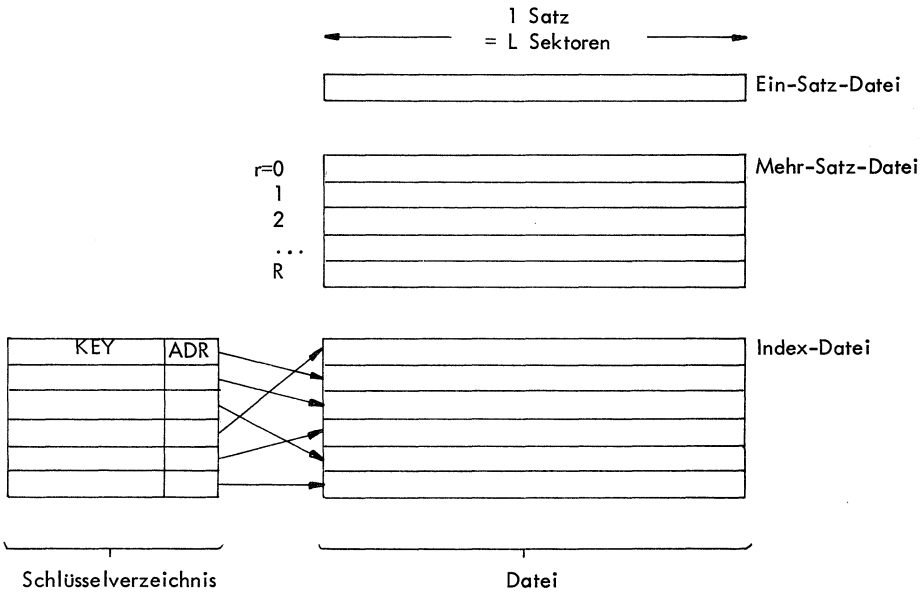 1 Satz
= L Sektoren
Ein-Satz-Datei
r=0
Mehr-Satz-Datei
1
2
...
R
KEY
ADR
Index-Datei
Schlüsselverzeichnis
Datei